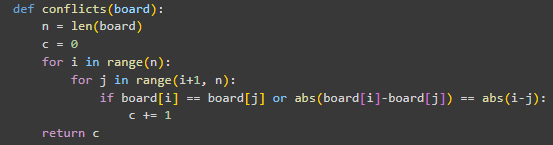 def conflicts(board):
    n = len(board)
    c = 0
    for i in range(n):
        for j in range(i+1, n):
            if board[i] == board[j] or abs(board[i]-board[j]) == abs(i-j):
                c += 1
    return c